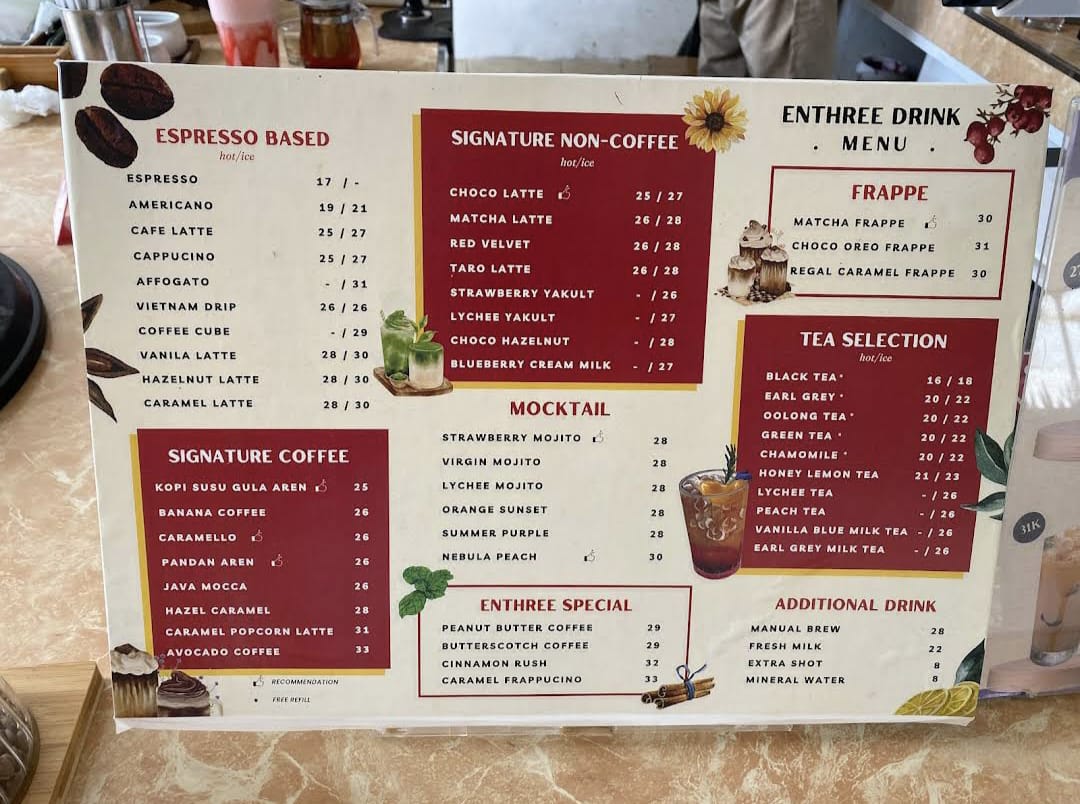 ENTHREE DRINK
. MENU .
ESPRESSO BASED
hot/ice
ESPRESSO 17 / -
AMERICANO 19 / 21
CAFE LATTE 25 / 27
CAPPUCINO 25 / 27
AFFOGATO - / 31
VIETNAM DRIP 26 / 26
COFFEE CUBE - / 29
VANILA LATTE 28 / 30
HAZELNUT LATTE 28 / 30
CARAMEL LATTE 28 / 30
SIGNATURE COFFEE
KOPI SUSU GULA AREN 25
BANANA COFFEE 26
CARAMELLO 26
PANDAN AREN 26
JAVA MOCCA 26
HAZEL CARAMEL 28
CARAMEL POPCORN LATTE 31
AVOCADO COFFEE 33
RECOMMENDATION
• FREE REFILL
SIGNATURE NON-COFFEE
hot/ice
CHOCO LATTE 25 / 27
MATCHA LATTE 26 / 28
RED VELVET 26 / 28
TARO LATTE 26 / 28
STRAWBERRY YAKULT - / 26
LYCHEE YAKULT - / 27
CHOCO HAZELNUT - / 28
BLUEBERRY CREAM MILK - / 27
MOCKTAIL
STRAWBERRY MOJITO 28
VIRGIN MOJITO 28
LYCHEE MOJITO 28
ORANGE SUNSET 28
SUMMER PURPLE 28
NEBULA PEACH 30
ENTHREE SPECIAL
PEANUT BUTTER COFFEE 29
BUTTERSCOTCH COFFEE 29
CINNAMON RUSH 32
CARAMEL FRAPPUCINO 33
FRAPPE
MATCHA FRAPPE 30
CHOCO OREO FRAPPE 31
REGAL CARAMEL FRAPPE 30
TEA SELECTION
hot/ice
BLACK TEA • 16 / 18
EARL GREY • 20 / 22
OOLONG TEA • 20 / 22
GREEN TEA • 20 / 22
CHAMOMILE • 20 / 22
HONEY LEMON TEA 21 / 23
LYCHEE TEA - / 26
PEACH TEA - / 26
VANILLA BLUE MILK TEA - / 26
EARL GREY MILK TEA - / 26
ADDITIONAL DRINK
MANUAL BREW 28
FRESH MILK 22
EXTRA SHOT 8
MINERAL WATER 8
31K